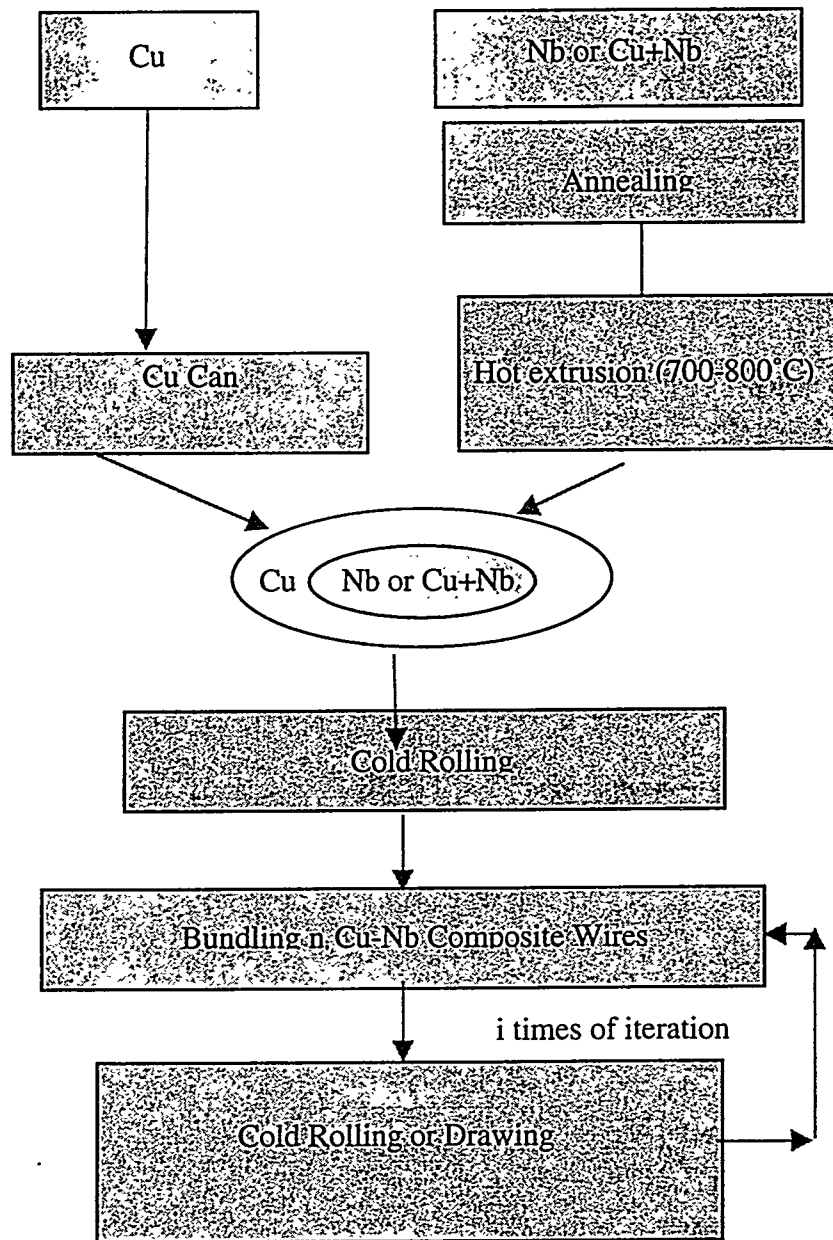 Cu
Nb or Cu+Nb
Annealing
Cu Can
Hot extrusion (700-800°C)
Cu
Nb or Cu+Nb
Cold Rolling
Bundling n Cu-Nb Composite Wires
i times of iteration
Cold Rolling or Drawing